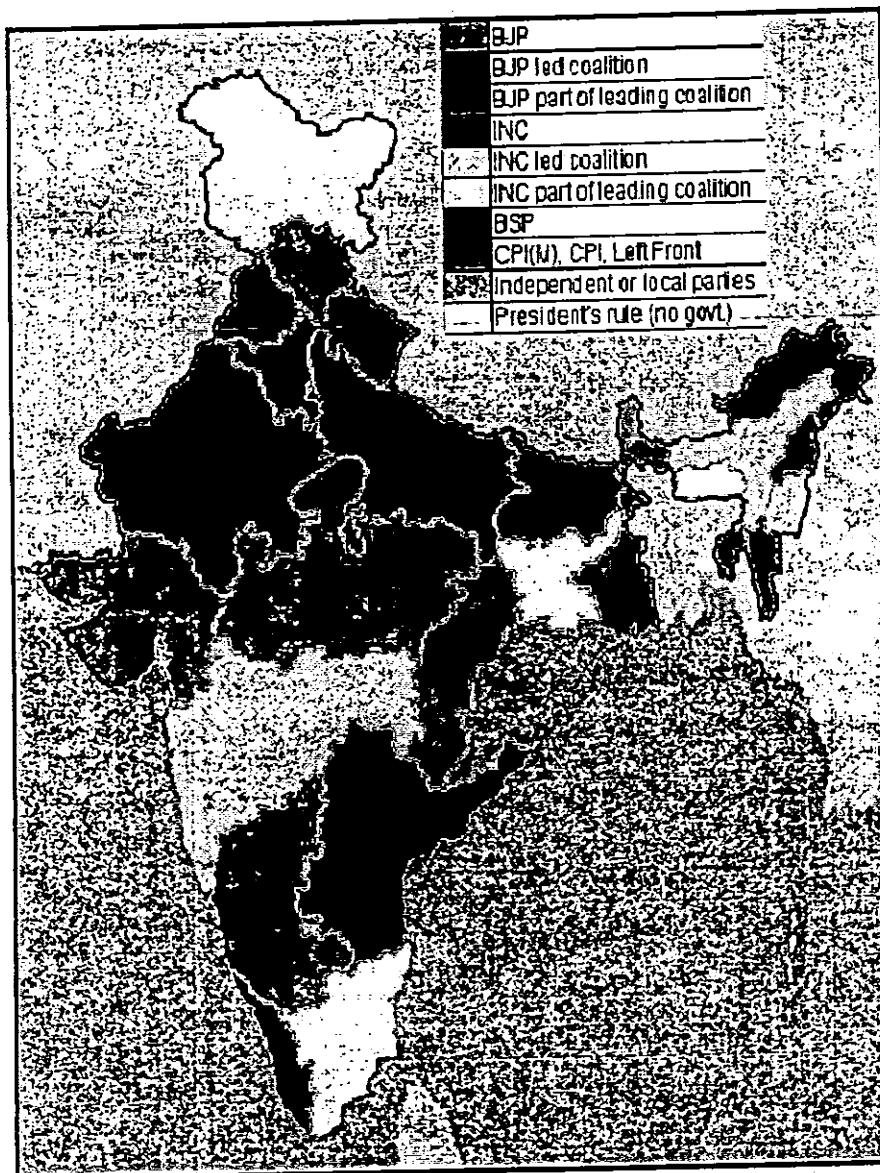 BJP
BJP led coalition
BJP part of leading coalition
INC
INC led coalition
INC part of leading coalition
BSP
CPI(M), CPI, Left Front
Independent or local parties
President's rule (no govt.)